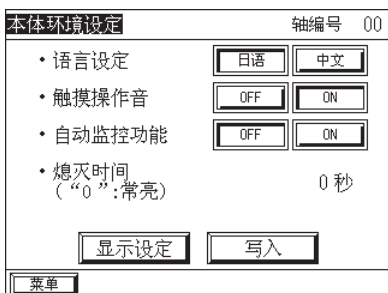 本体环境设定 轴编号 00
・语言设定 日语 中文
・触摸操作音 OFF ON
・自动监控功能 OFF ON
・熄灭时间
(“0”:常亮) 0 秒
显示设定 写入
菜单